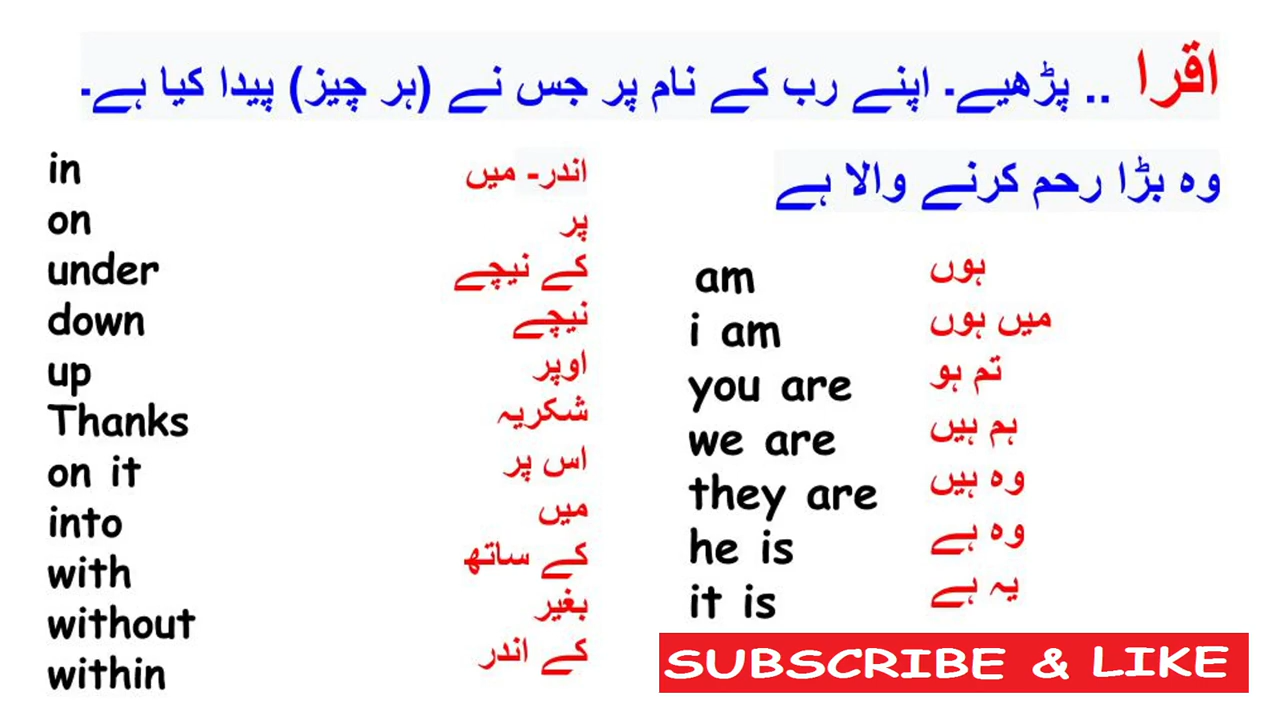 اقرا .. پڑھیے۔ اپنے رب کے نام پر جس نے (ہر چیز) پیدا کیا ہے۔
وہ بڑا رحم کرنے والا ہے
in اندر۔ میں
on پر
under کے نیچے
down نیچے
up اوپر
Thanks شکریہ
on it اس پر
into میں
with کے ساتھ
without بغیر
within کے اندر
am ہوں
i am میں ہوں
you are تم ہو
we are ہم ہیں
they are وہ ہیں
he is وہ ہے
it is یہ ہے
SUBSCRIBE & LIKE